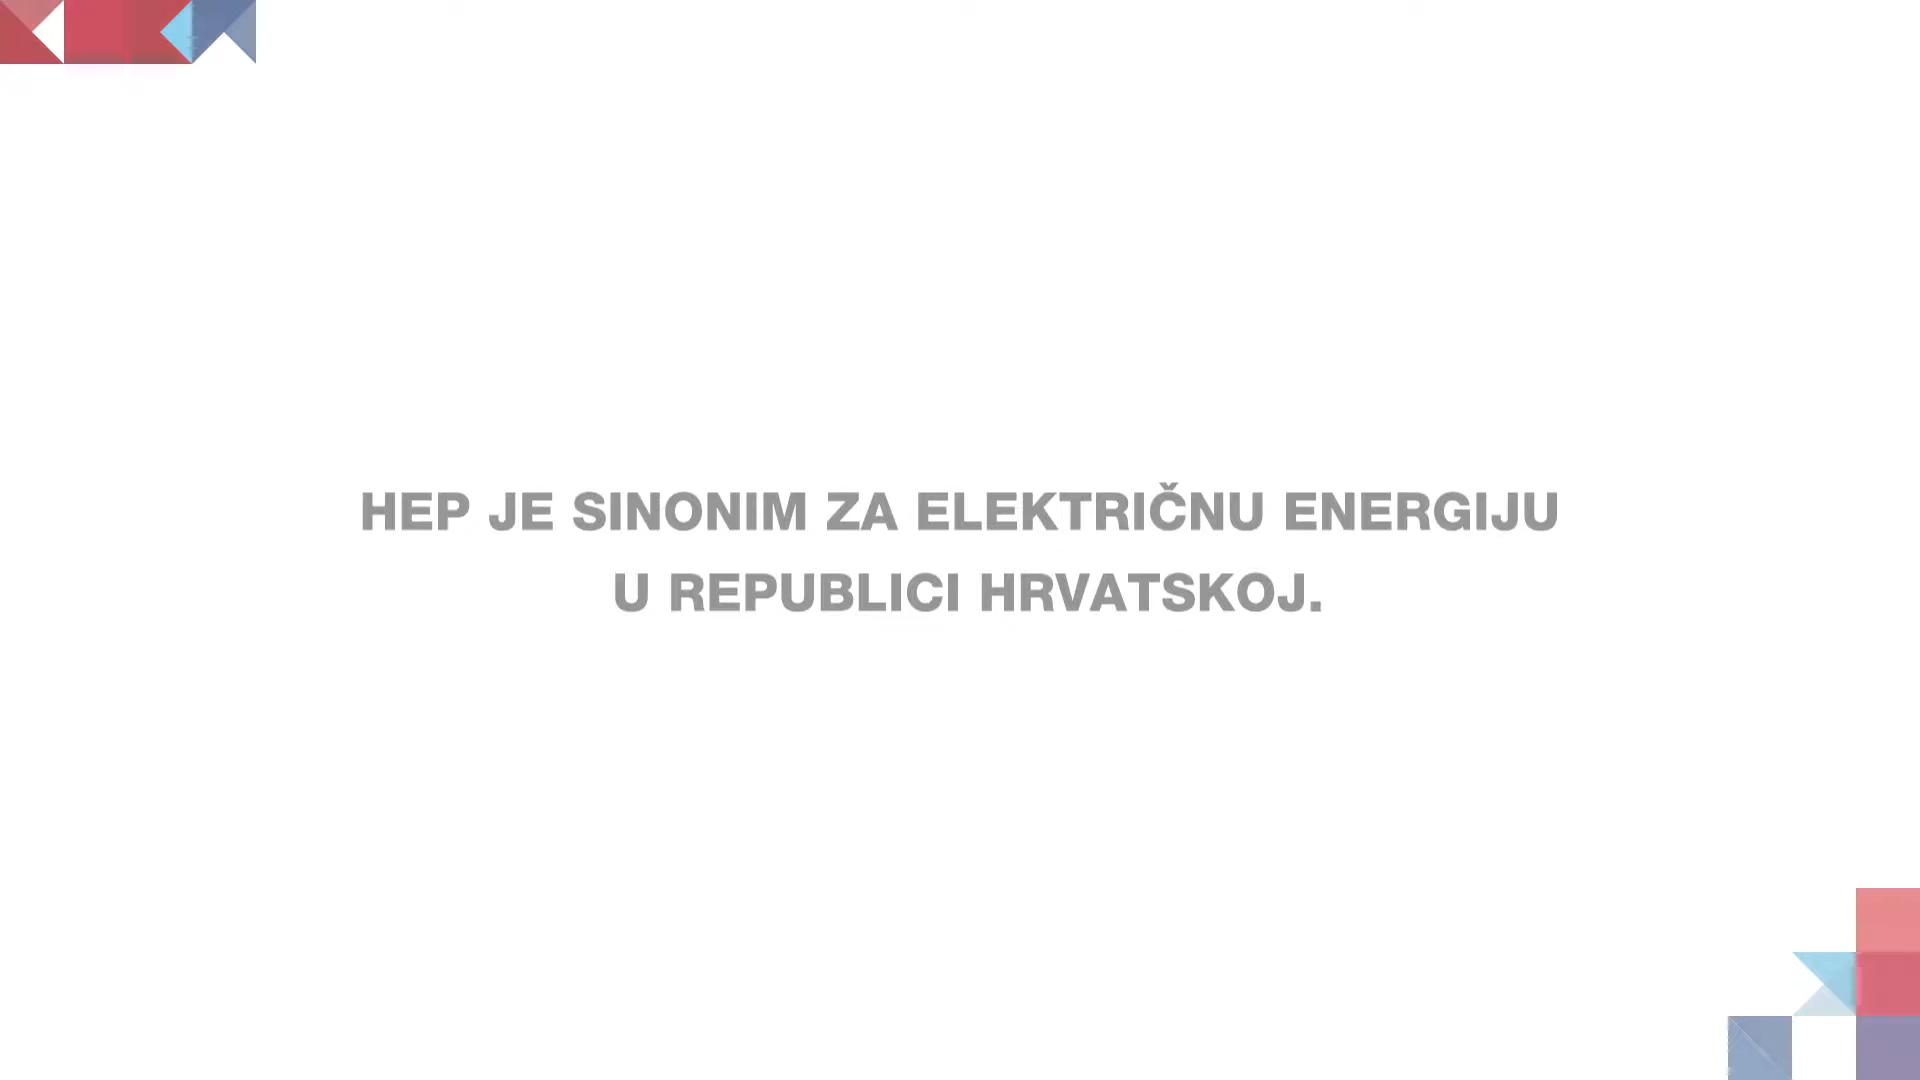 HEP JE SINONIM ZA ELEKTRIČNU ENERGIJU
U REPUBLICI HRVATSKOJ.